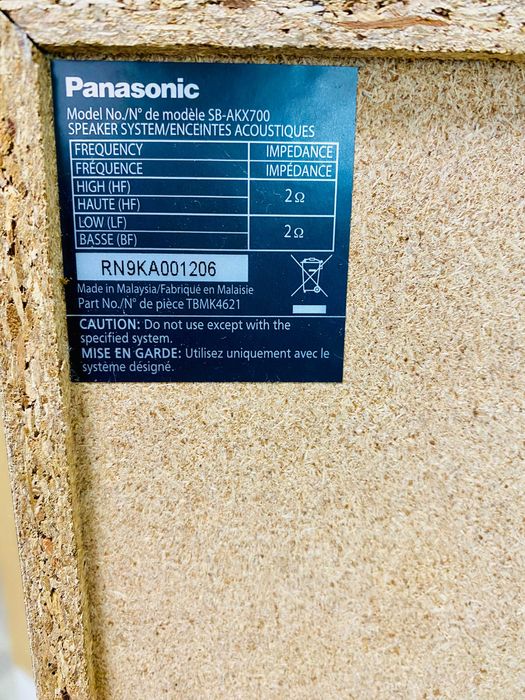 Panasonic
Model No./N° de modèle SB-AKX700
SPEAKER SYSTEM/ENCEINTES ACOUSTIQUES
FREQUENCY IMPEDANCE
FRÉQUENCE IMPÉDANCE
HIGH (HF)
HAUTE (HF)
2Ω
LOW (LF)
BASSE (BF)
2Ω
RN9KA001206
Made in Malaysia/Fabriqué en Malaisie
Part No./N° de pièce TBMK4621
CAUTION: Do not use except with the
specified system.
MISE EN GARDE: Utilisez uniquement avec le
système désigné.